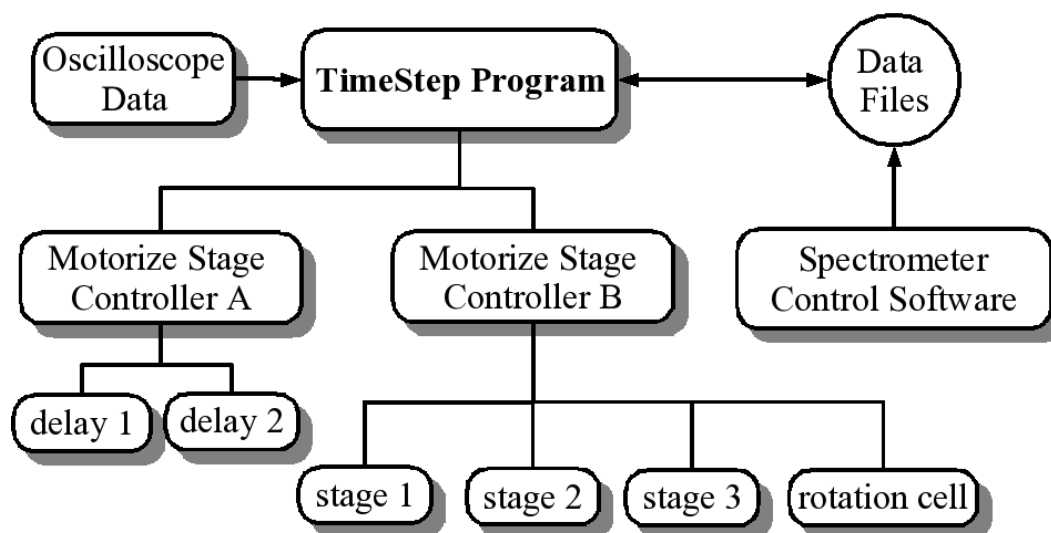 Oscilloscope
Data
TimeStep Program
Data
Files
Motorize Stage
Controller A
Motorize Stage
Controller B
Spectrometer
Control Software
delay 1
delay 2
stage 1
stage 2
stage 3
rotation cell